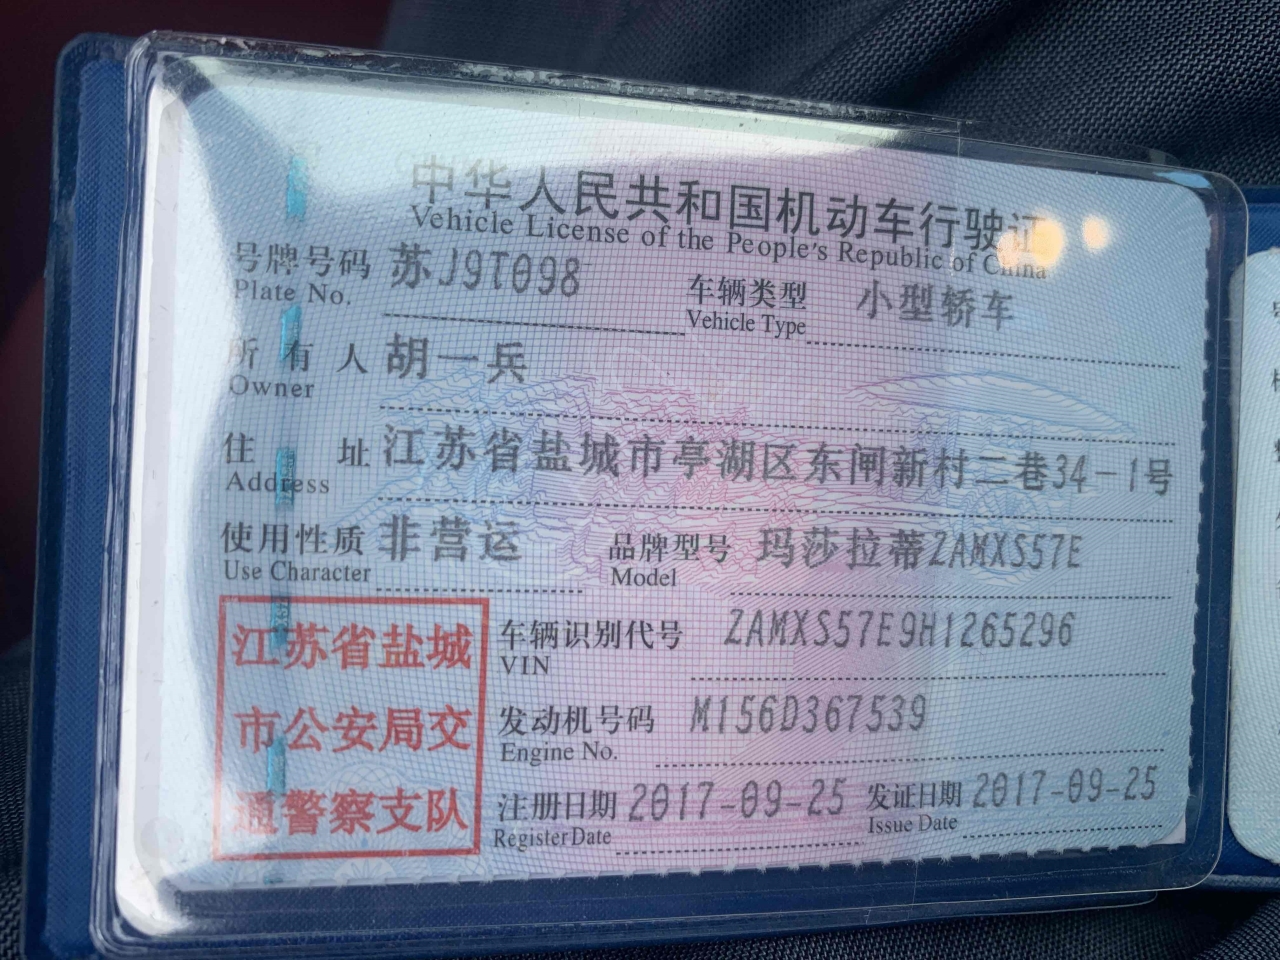 中华人民共和国机动车行驶证
Vehicle License of the People's Republic of China
号牌号码 苏J9T098 车辆类型 小型轿车
Plate No. Vehicle Type
所有人 胡一兵
Owner
住址 江苏省盐城市亭湖区东闸新村二巷34-1号
Address
使用性质 非营运 品牌型号 玛莎拉蒂ZAMXS57E
Use Character Model
江苏省盐城
市公安局交
通警察支队
车辆识别代号 ZAMXS57E9H1265296
VIN
发动机号码 M156D367539
Engine No.
注册日期 2017-09-25 发证日期 2017-09-25
Register Date Issue Date